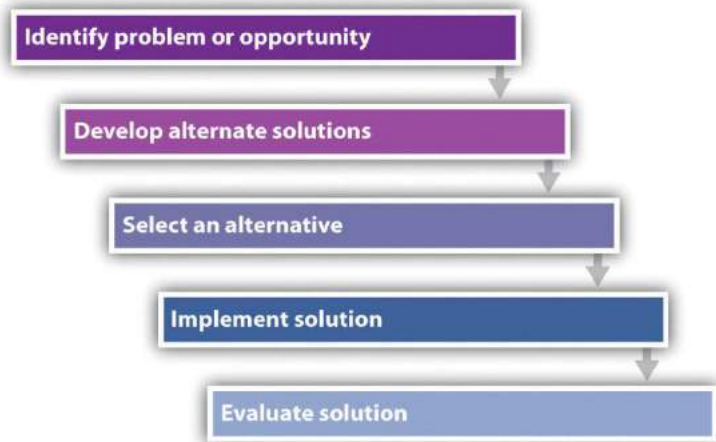 Identify problem or opportunity
Develop alternate solutions
Select an alternative
Implement solution
Evaluate solution